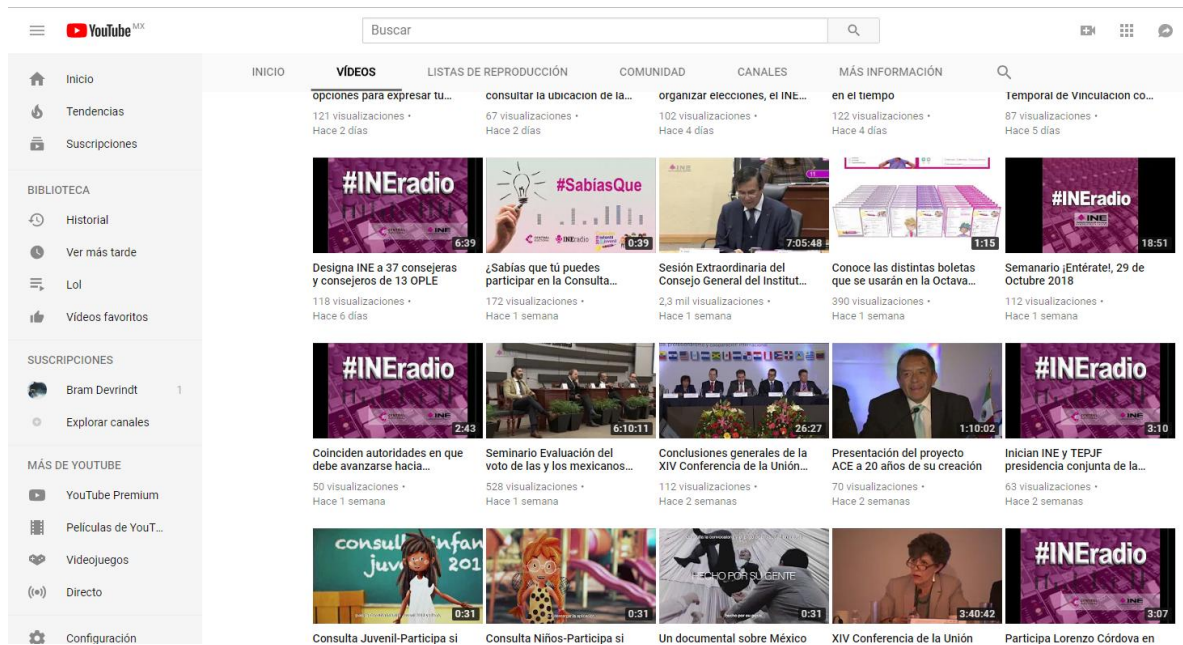 YouTube MX
Buscar
Inicio
Tendencias
Suscripciones
BIBLIOTECA
Historial
Ver más tarde
Lol
Vídeos favoritos
SUSCRIPCIONES
Bram Devrindt 1
Explorar canales
MÁS DE YOUTUBE
YouTube Premium
Películas de YouT...
Videojuegos
Directo
Configuración
INICIO VÍDEOS LISTAS DE REPRODUCCIÓN COMUNIDAD CANALES MÁS INFORMACIÓN
opciones para expresar tu...
121 visualizaciones •
Hace 2 días
consultar la ubicación de la...
67 visualizaciones •
Hace 2 días
organizar elecciones, el INE...
102 visualizaciones •
Hace 4 días
en el tiempo
122 visualizaciones •
Hace 4 días
Temporal de Vinculación co...
87 visualizaciones •
Hace 5 días
#INEradio
INE
6:39
Designa INE a 37 consejeras
y consejeros de 13 OPLE
118 visualizaciones •
Hace 6 días
#SabíasQue
INEradio
0:39
¿Sabías que tú puedes
participar en la Consulta...
172 visualizaciones •
Hace 1 semana
INE
11
7:05:48
Sesión Extraordinaria del
Consejo General del Institut...
2,3 mil visualizaciones •
Hace 1 semana
1:15
Conoce las distintas boletas
que se usarán en la Octava...
390 visualizaciones •
Hace 1 semana
#INEradio
INE
18:51
Semanario ¡Entérate!, 29 de
Octubre 2018
112 visualizaciones •
Hace 1 semana
#INEradio
INE
2:43
Coinciden autoridades en que
debe avanzarse hacia...
50 visualizaciones •
Hace 1 semana
6:10:11
Seminario Evaluación del
voto de las y los mexicanos...
528 visualizaciones •
Hace 1 semana
26:27
Conclusiones generales de la
XIV Conferencia de la Unión...
112 visualizaciones •
Hace 2 semanas
1:10:02
Presentación del proyecto
ACE a 20 años de su creación
70 visualizaciones •
Hace 2 semanas
#INEradio
INE
3:10
Inician INE y TEPJF
presidencia conjunta de la...
63 visualizaciones •
Hace 2 semanas
0:31
Consulta Juvenil-Participa si
0:31
Consulta Niños-Participa si
HECHO POR SU GENTE
0:31
Un documental sobre México
3:40:42
XIV Conferencia de la Unión
#INEradio
INE
3:07
Participa Lorenzo Córdova en